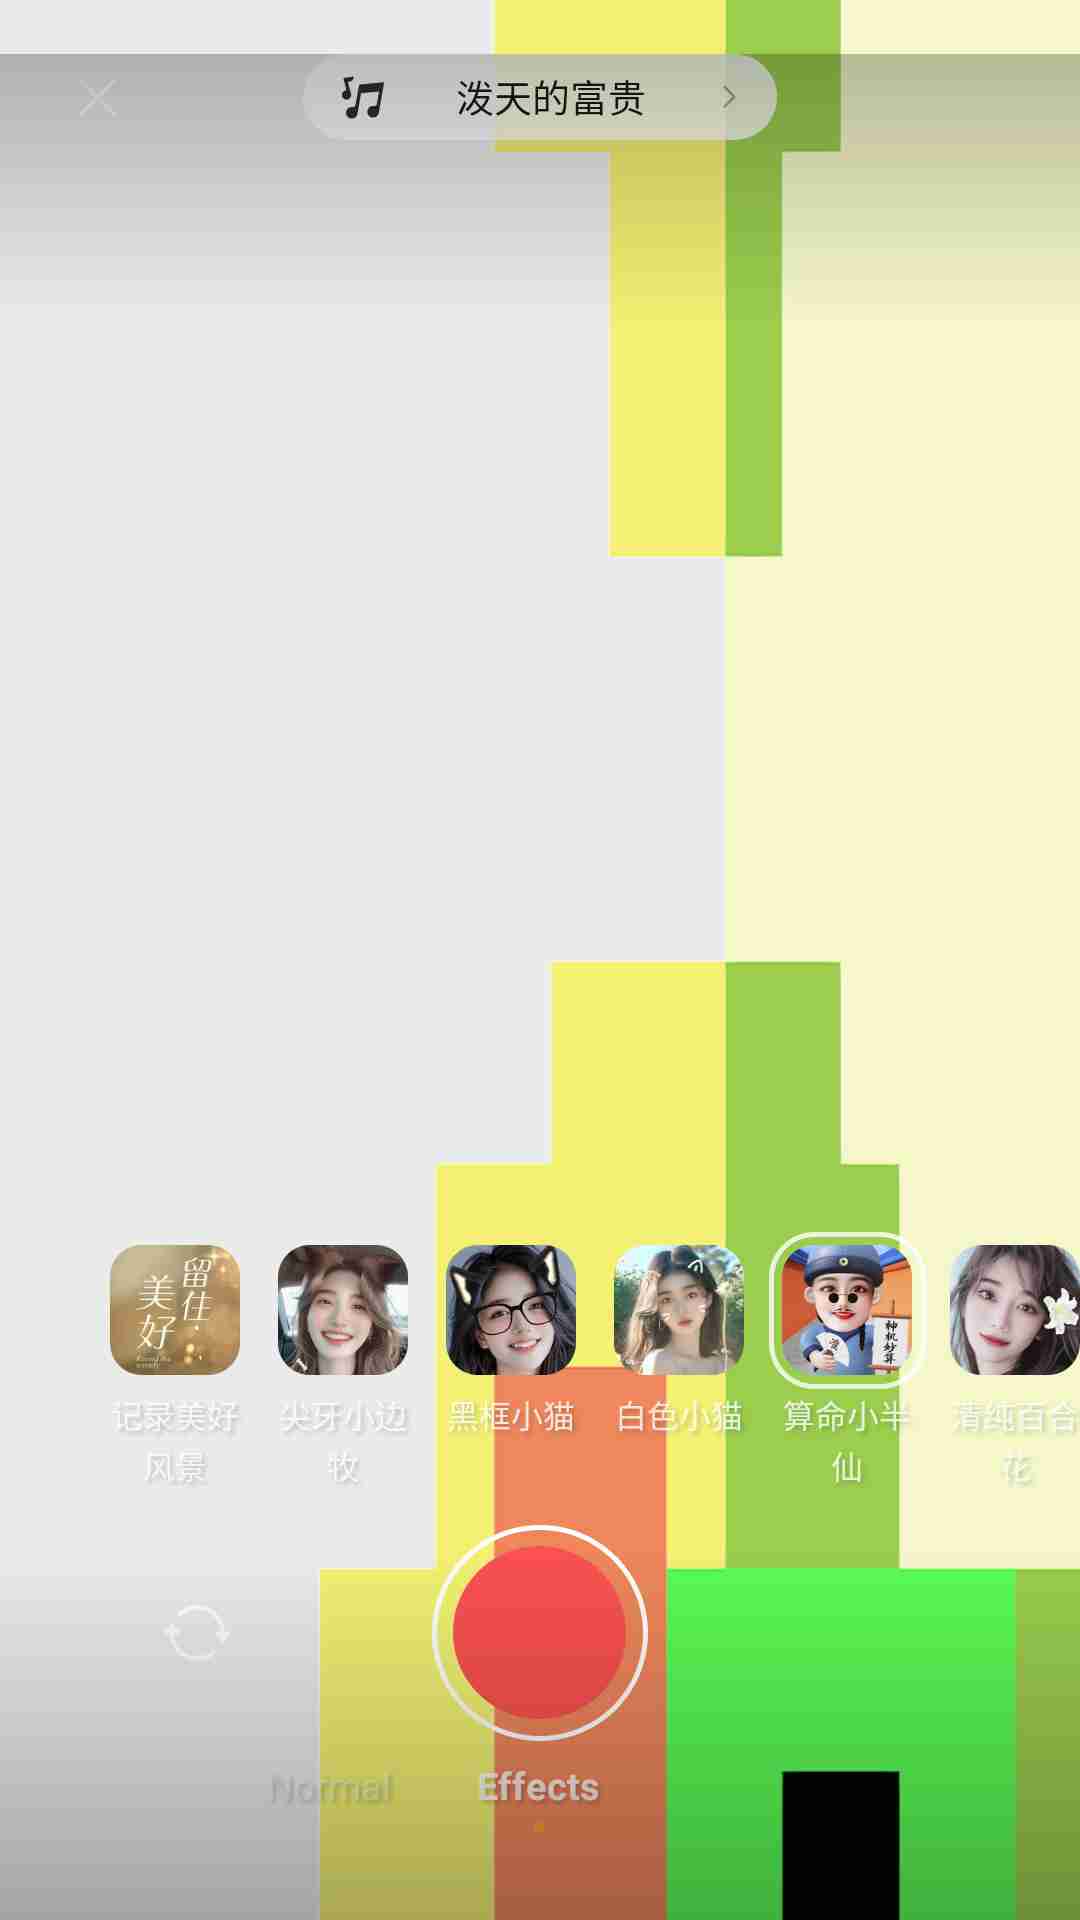 泼天的富贵
留住
美好
神机妙算
记录美好
风景
尖牙小边
牧
黑框小猫
白色小猫
算命小半
仙
清纯百合
花
Normal
Effects